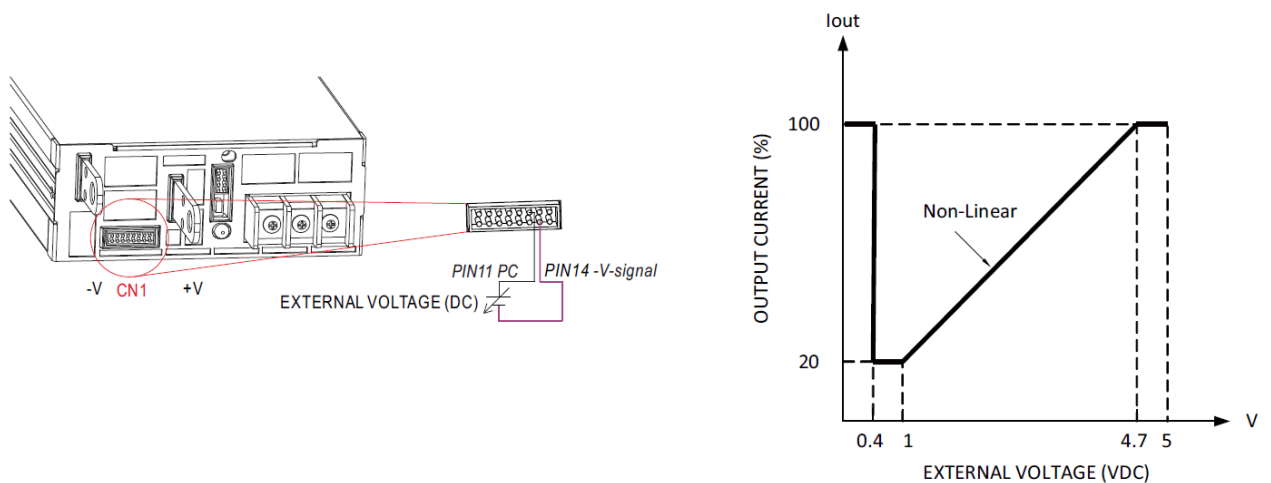 PIN11 PC
PIN14 -V-signal
-V
CN1
+V
EXTERNAL VOLTAGE (DC)
Iout
100
OUTPUT CURRENT (%)
Non-Linear
20
0.4
1
4.7
5
V
EXTERNAL VOLTAGE (VDC)